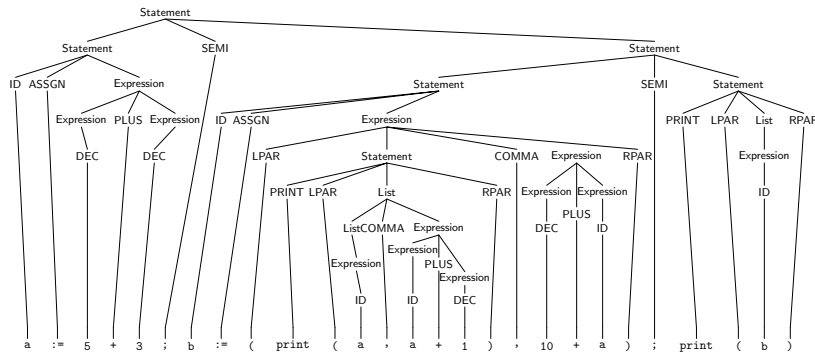 Statement
Statement SEMI Statement
ID ASSGN Expression Statement SEMI Statement
Expression PLUS Expression ID ASSGN Expression PRINT LPAR List RPAR
DEC DEC LPAR Statement COMMA Expression RPAR Expression
PRINT LPAR List RPAR Expression Expression ID
PLUS
List COMMA Expression DEC ID
Expression
Expression PLUS
Expression
ID ID DEC
a := 5 + 3 ; b := ( print ( a , a + 1 ) , 10 + a ) ; print ( b )